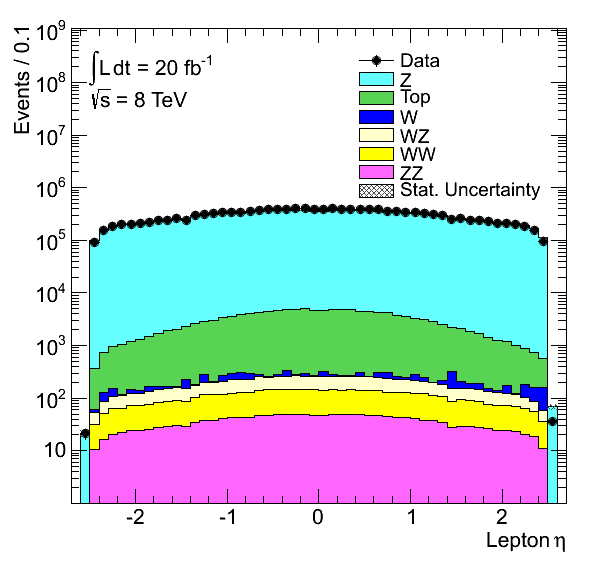 Events / 0.1
10⁹
10⁸
10⁷
10⁶
10⁵
10⁴
10³
10²
10
∫L dt = 20 fb⁻¹
√s = 8 TeV
Data
Z
Top
W
WZ
WW
ZZ
Stat. Uncertainty
-2 -1 0 1 2
Lepton η